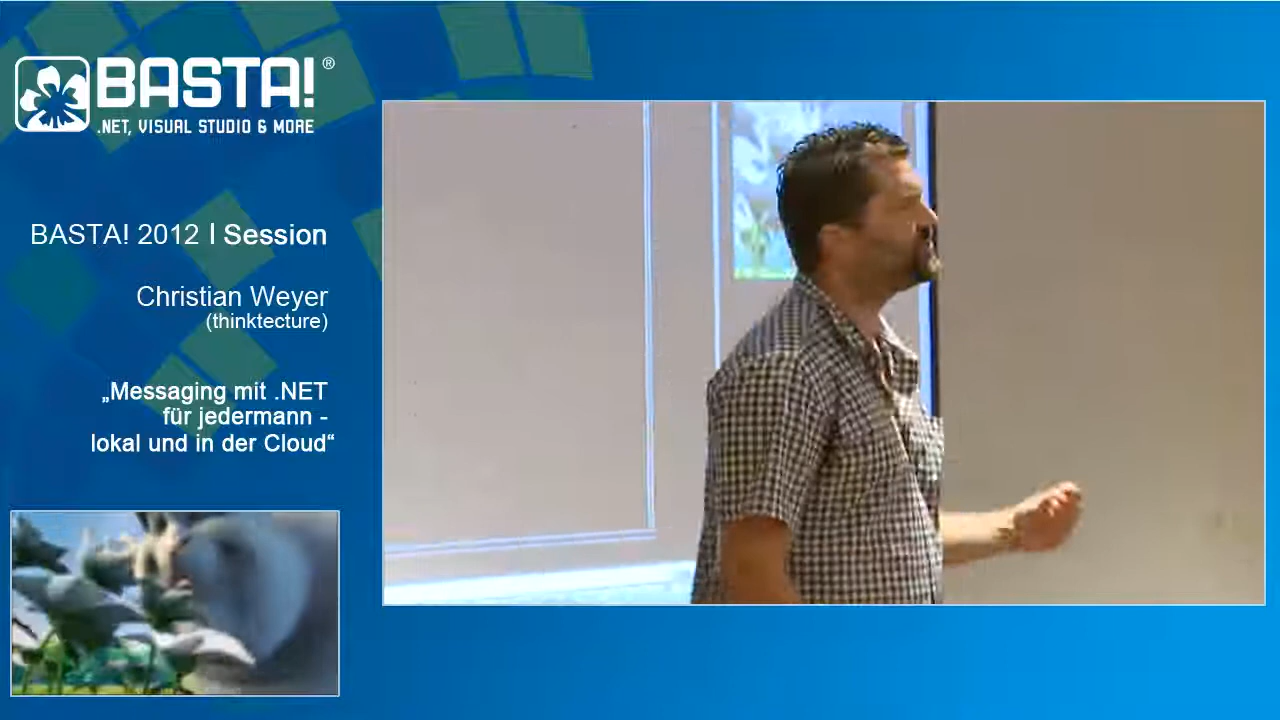 BASTA!®
.NET, VISUAL STUDIO & MORE
BASTA! 2012 | Session
Christian Weyer
(thinktecture)
„Messaging mit .NET
für jedermann -
lokal und in der Cloud“